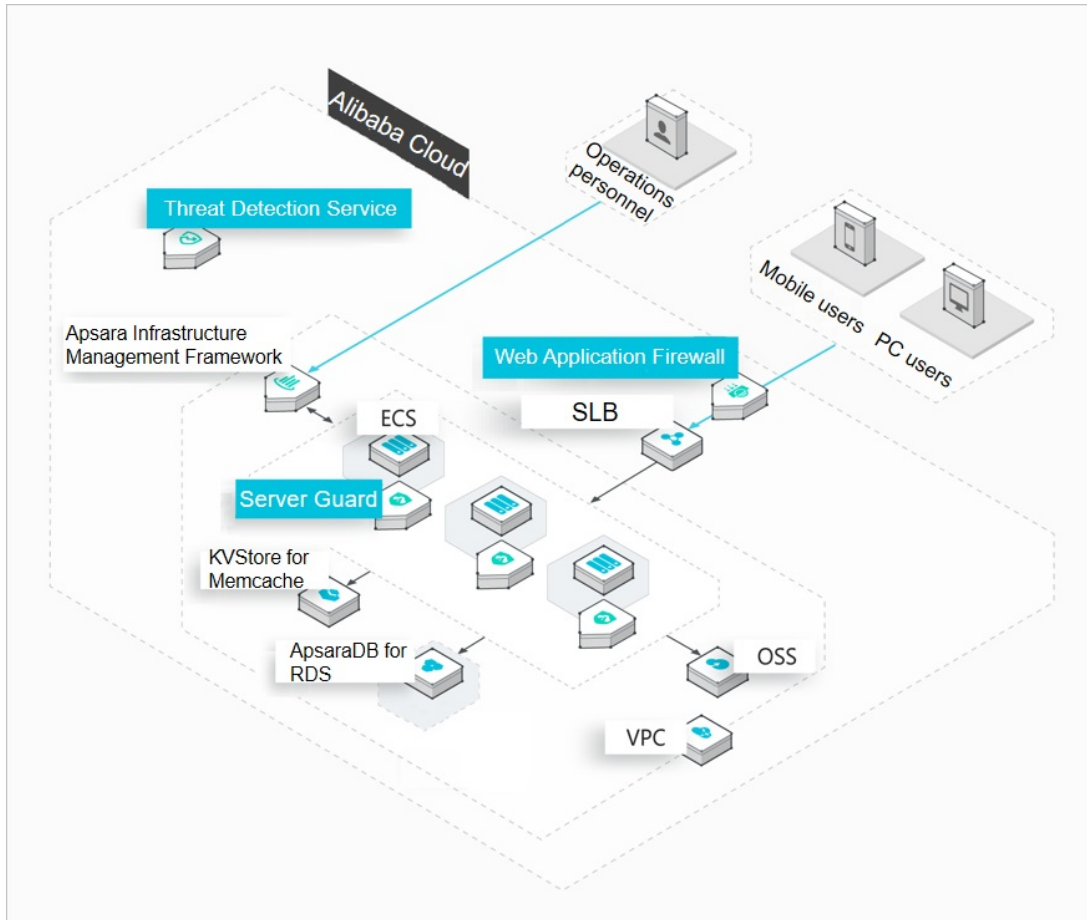 Alibaba Cloud
Operations
personnel
Threat Detection Service
Mobile users
PC users
Apsara Infrastructure
Management Framework
Web Application Firewall
ECS
SLB
Server Guard
KVStore for
Memcache
ApsaraDB for
RDS
OSS
VPC